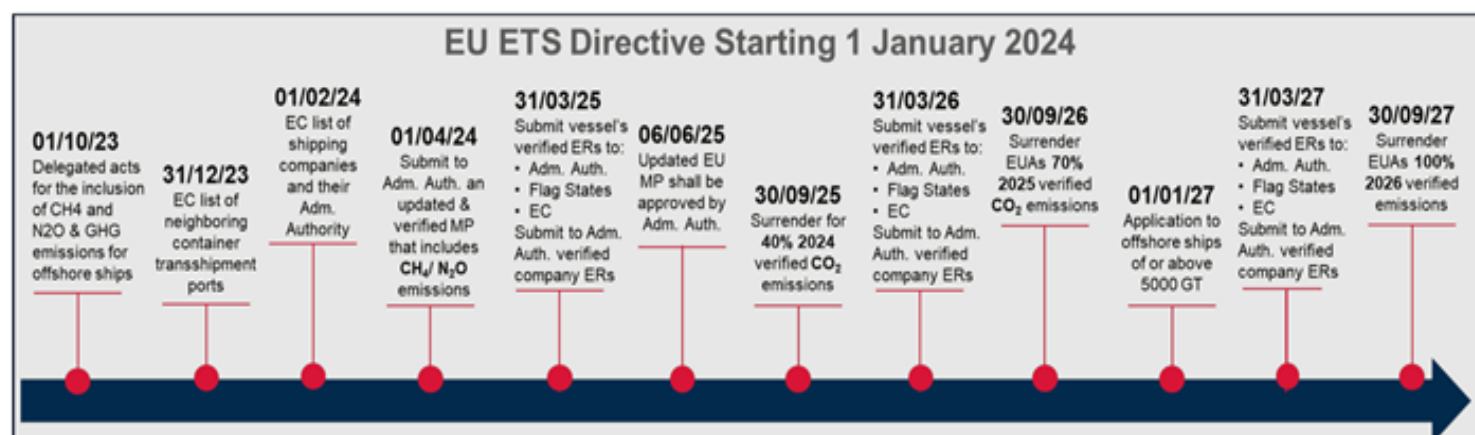 EU ETS Directive Starting 1 January 2024
01/10/23
Delegated acts
for the inclusion
of CH4 and
N2O & GHG
emissions for
offshore ships
31/12/23
EC list of
neighboring
container
transshipment
ports
01/02/24
EC list of
shipping
companies
and their
Adm.
Authority
01/04/24
Submit to
Adm. Auth. an
updated &
verified MP
that includes
CH₄/ N₂O
emissions
31/03/25
Submit vessel's
verified ERs to:
• Adm. Auth.
• Flag States
• EC
Submit to Adm.
Auth. verified
company ERs
06/06/25
Updated EU
MP shall be
approved by
Adm. Auth.
30/09/25
Surrender for
40% 2024
verified CO₂
emissions
31/03/26
Submit vessel's
verified ERs to:
• Adm. Auth.
• Flag States
• EC
Submit to Adm.
Auth. verified
company ERs
30/09/26
Surrender
EUAs 70%
2025 verified
CO₂ emissions
01/01/27
Application to
offshore ships
of or above
5000 GT
31/03/27
Submit vessel's
verified ERs to:
• Adm. Auth.
• Flag States
• EC
Submit to Adm.
Auth. verified
company ERs
30/09/27
Surrender
EUAs 100%
2026 verified
emissions